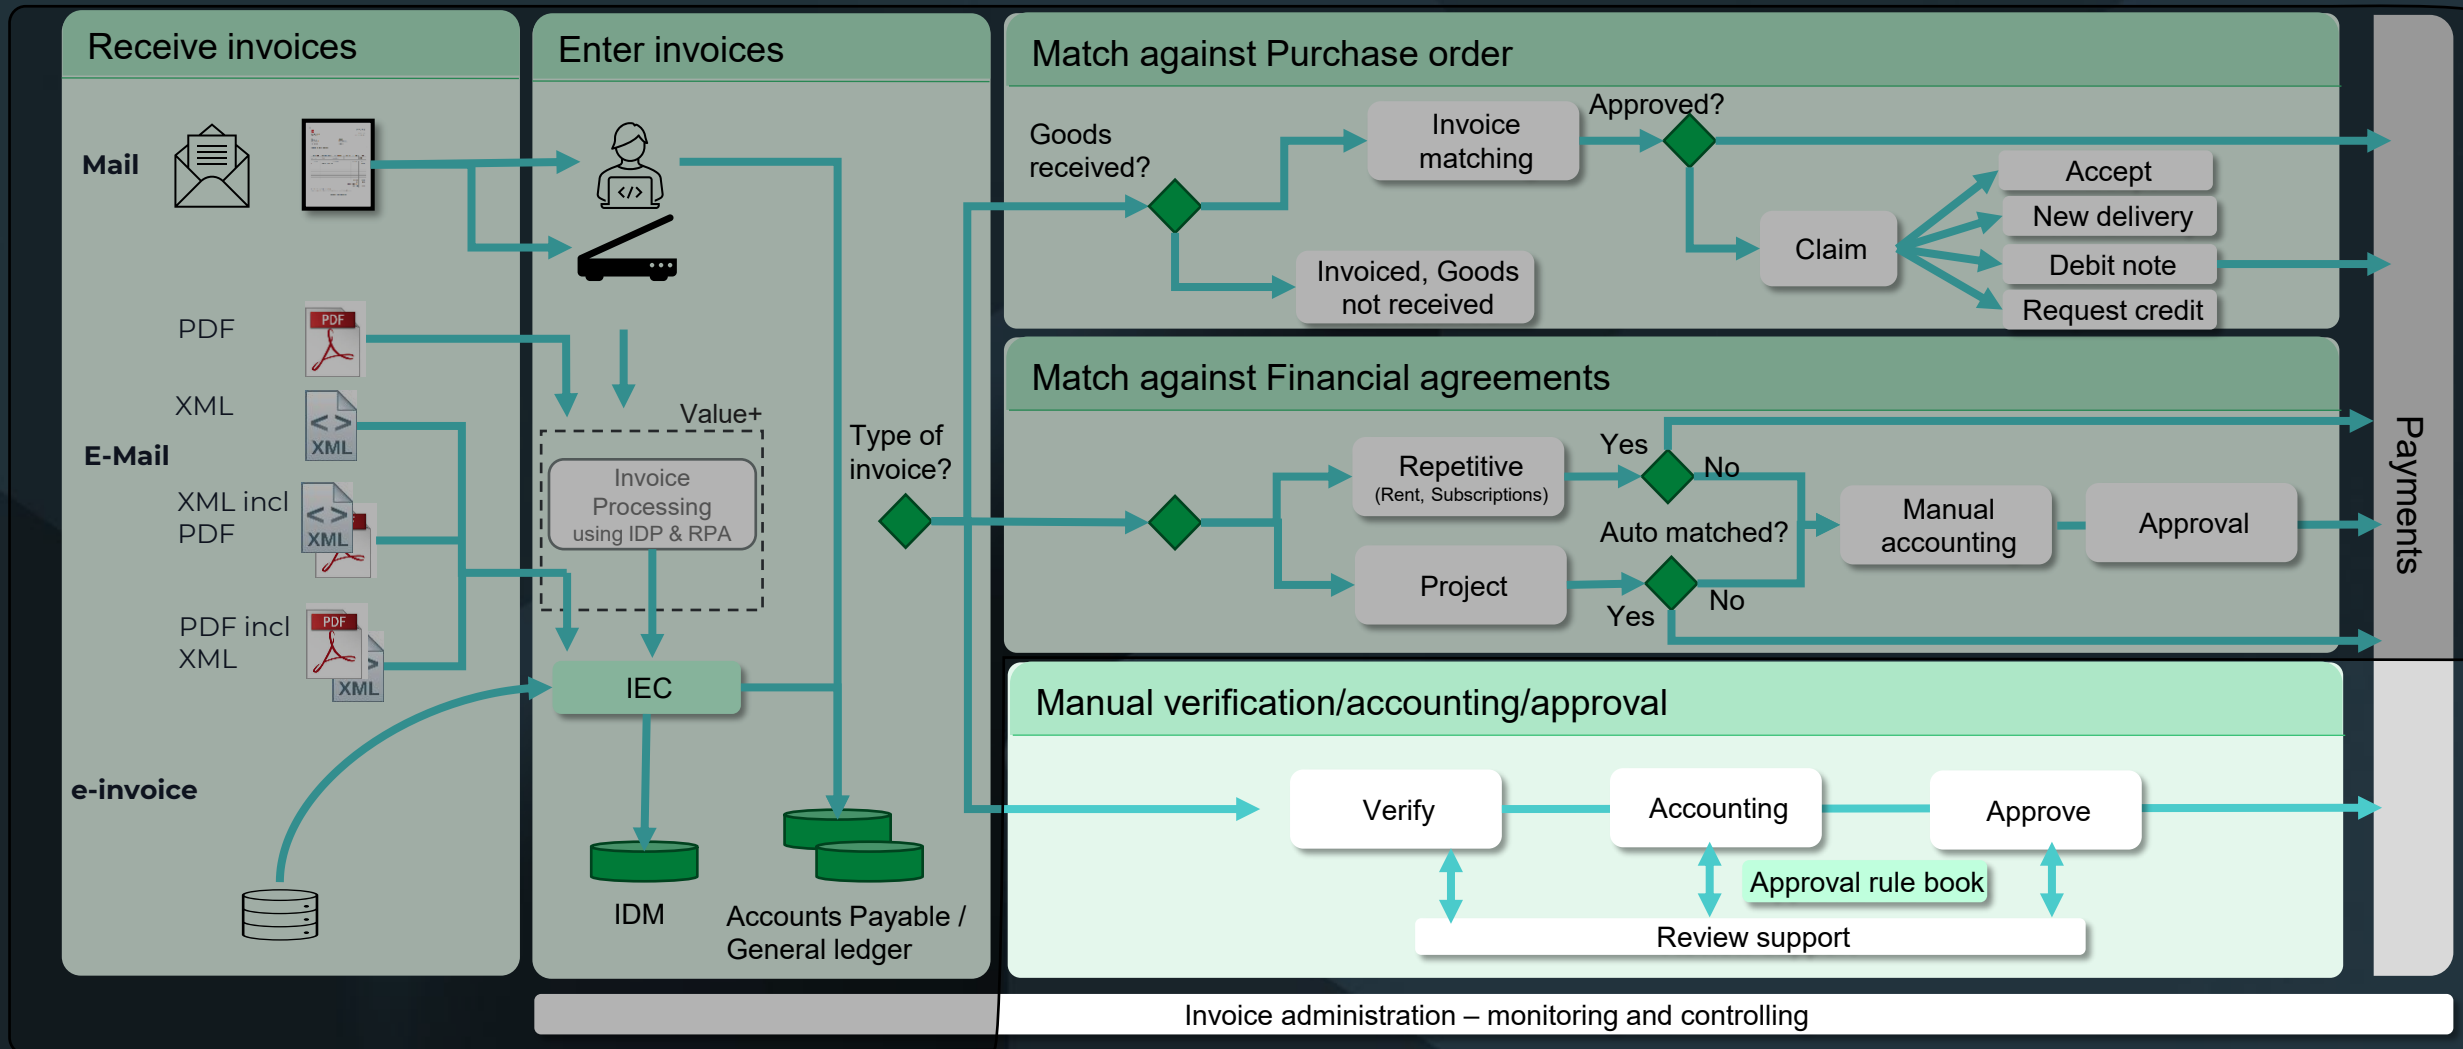 Receive invoices
Mail
PDF
PDF
XML
XML
E-Mail
XML incl
PDF
XML
PDF incl
XML
PDF
XML
e-invoice
Enter invoices
Value+
Invoice
Processing
using IDP & RPA
IEC
IDM
Accounts Payable /
General ledger
Type of
invoice?
Match against Purchase order
Goods
received?
Invoice
matching
Approved?
Invoiced, Goods
not received
Claim
Accept
New delivery
Debit note
Request credit
Match against Financial agreements
Repetitive
(Rent, Subscriptions)
Yes
No
Auto matched?
Project
Yes
No
Manual
accounting
Approval
Payments
Manual verification/accounting/approval
Verify
Accounting
Approve
Approval rule book
Review support
Invoice administration – monitoring and controlling